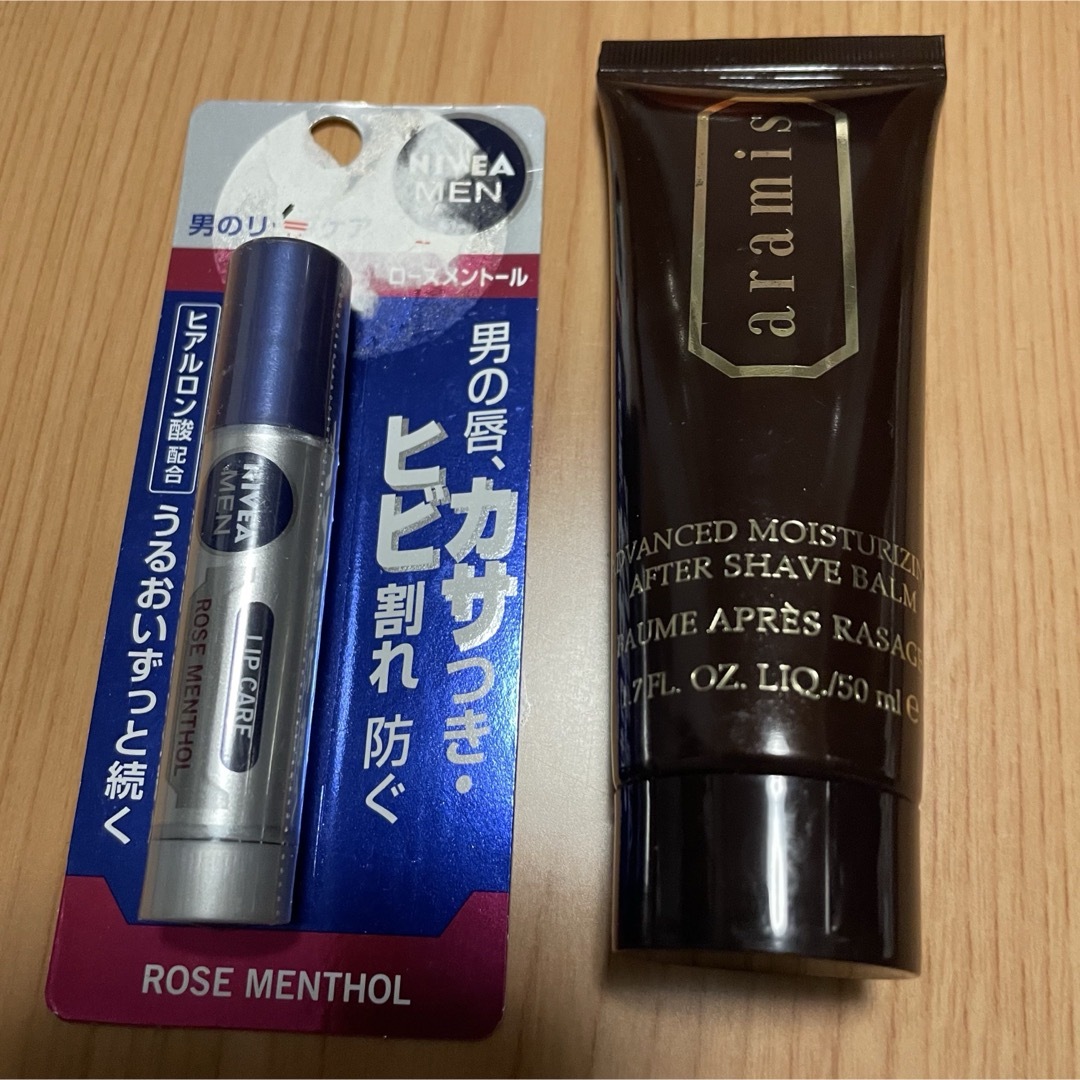 NIVEA
MEN
男のリ ケア
ローズメントール
男の唇、カサつき・
ヒビ割れ 防ぐ
ヒアルロン酸 配合
うるおいずっと続く
NIVEA
MEN
LIP CARE
ROSE MENTHOL
ROSE MENTHOL
aramis
ADVANCED MOISTURIZIN
AFTER SHAVE BALM
BAUME APRÈS RASAGE
1.7 FL. OZ. LIQ./50 ml e